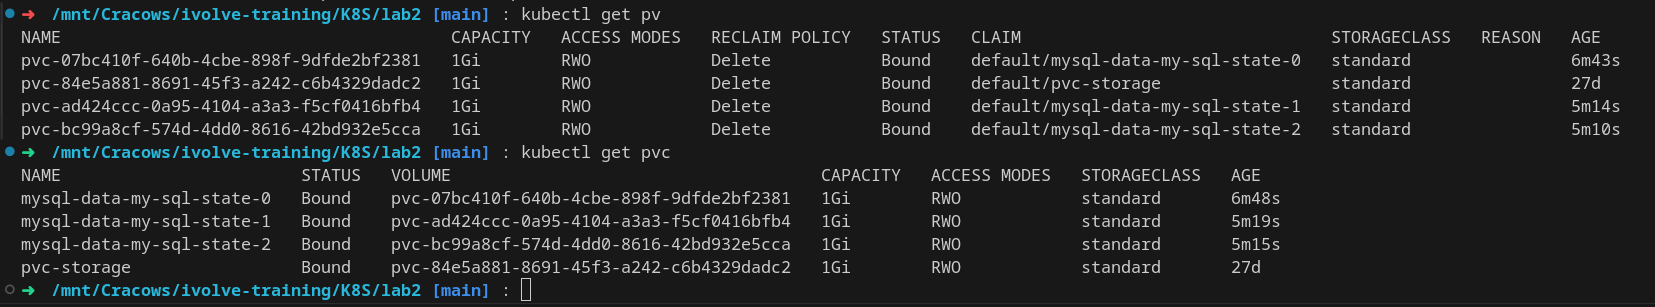 ➜ /mnt/Cracows/ivolve-training/K8S/lab2 [main] : kubectl get pv
NAME CAPACITY ACCESS MODES RECLAIM POLICY STATUS CLAIM STORAGECLASS REASON AGE
pvc-07bc410f-640b-4cbe-898f-9dfde2bf2381 1Gi RWO Delete Bound default/mysql-data-my-sql-state-0 standard 6m43s
pvc-84e5a881-8691-45f3-a242-c6b4329dadc2 1Gi RWO Delete Bound default/pvc-storage standard 27d
pvc-ad424ccc-0a95-4104-a3a3-f5cf0416bfb4 1Gi RWO Delete Bound default/mysql-data-my-sql-state-1 standard 5m14s
pvc-bc99a8cf-574d-4dd0-8616-42bd932e5cca 1Gi RWO Delete Bound default/mysql-data-my-sql-state-2 standard 5m10s
➜ /mnt/Cracows/ivolve-training/K8S/lab2 [main] : kubectl get pvc
NAME STATUS VOLUME CAPACITY ACCESS MODES STORAGECLASS AGE
mysql-data-my-sql-state-0 Bound pvc-07bc410f-640b-4cbe-898f-9dfde2bf2381 1Gi RWO standard 6m48s
mysql-data-my-sql-state-1 Bound pvc-ad424ccc-0a95-4104-a3a3-f5cf0416bfb4 1Gi RWO standard 5m19s
mysql-data-my-sql-state-2 Bound pvc-bc99a8cf-574d-4dd0-8616-42bd932e5cca 1Gi RWO standard 5m15s
pvc-storage Bound pvc-84e5a881-8691-45f3-a242-c6b4329dadc2 1Gi RWO standard 27d
➜ /mnt/Cracows/ivolve-training/K8S/lab2 [main] :